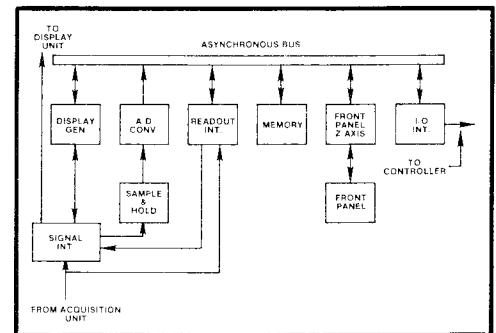 TO
DISPLAY
UNIT
ASYNCHRONOUS BUS
DISPLAY
GEN
A D
CONV
READOUT
INT.
MEMORY
FRONT
PANEL
Z AXIS
I.O
INT.
TO
CONTROLLER
SAMPLE
&
HOLD
FRONT
PANEL
SIGNAL
INT
FROM ACQUISITION
UNIT